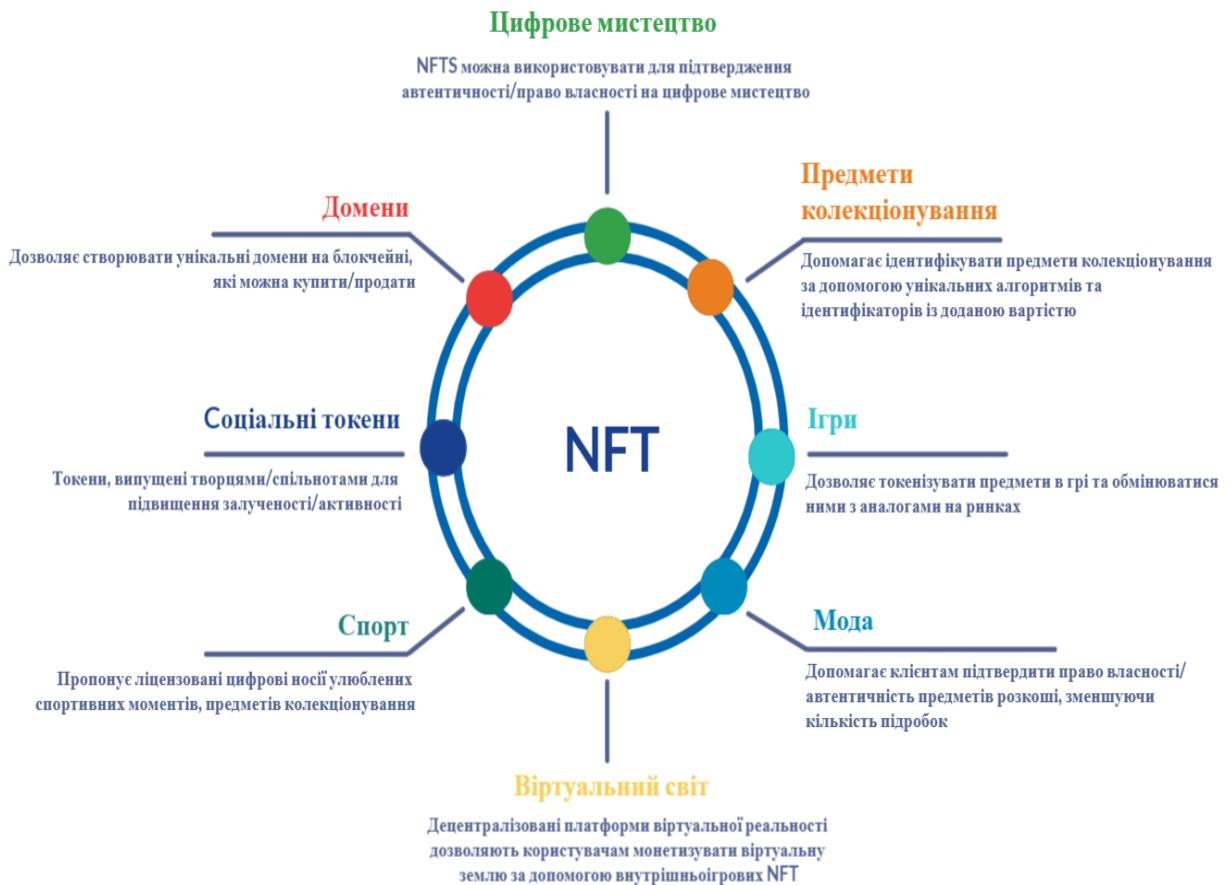 Цифрове мистецтво
NFTS можна використовувати для підтвердження
автентичності/право власності на цифрове мистецтво
Предмети
колекціонування
Допомагає ідентифікувати предмети колекціонування
за допомогою унікальних алгоритмів та
ідентифікаторів із доданою вартістю
Домени
Дозволяє створювати унікальні домени на блокчейні,
які можна купити/продати
Соціальні токени
Токени, випущені творцями/спільнотами для
підвищення залученості/активності
NFT
Ігри
Дозволяє токенізувати предмети в грі та обмінюватися
ними з аналогами на ринках
Спорт
Пропонує ліцензовані цифрові носії улюблених
спортивних моментів, предметів колекціонування
Мода
Допомагає клієнтам підтвердити право власності/
автентичність предметів розкоші, зменшуючи
кількість підробок
Віртуальний світ
Децентралізовані платформи віртуальної реальності
дозволяють користувачам монетизувати віртуальну
землю за допомогою внутрішньоігрових NFT